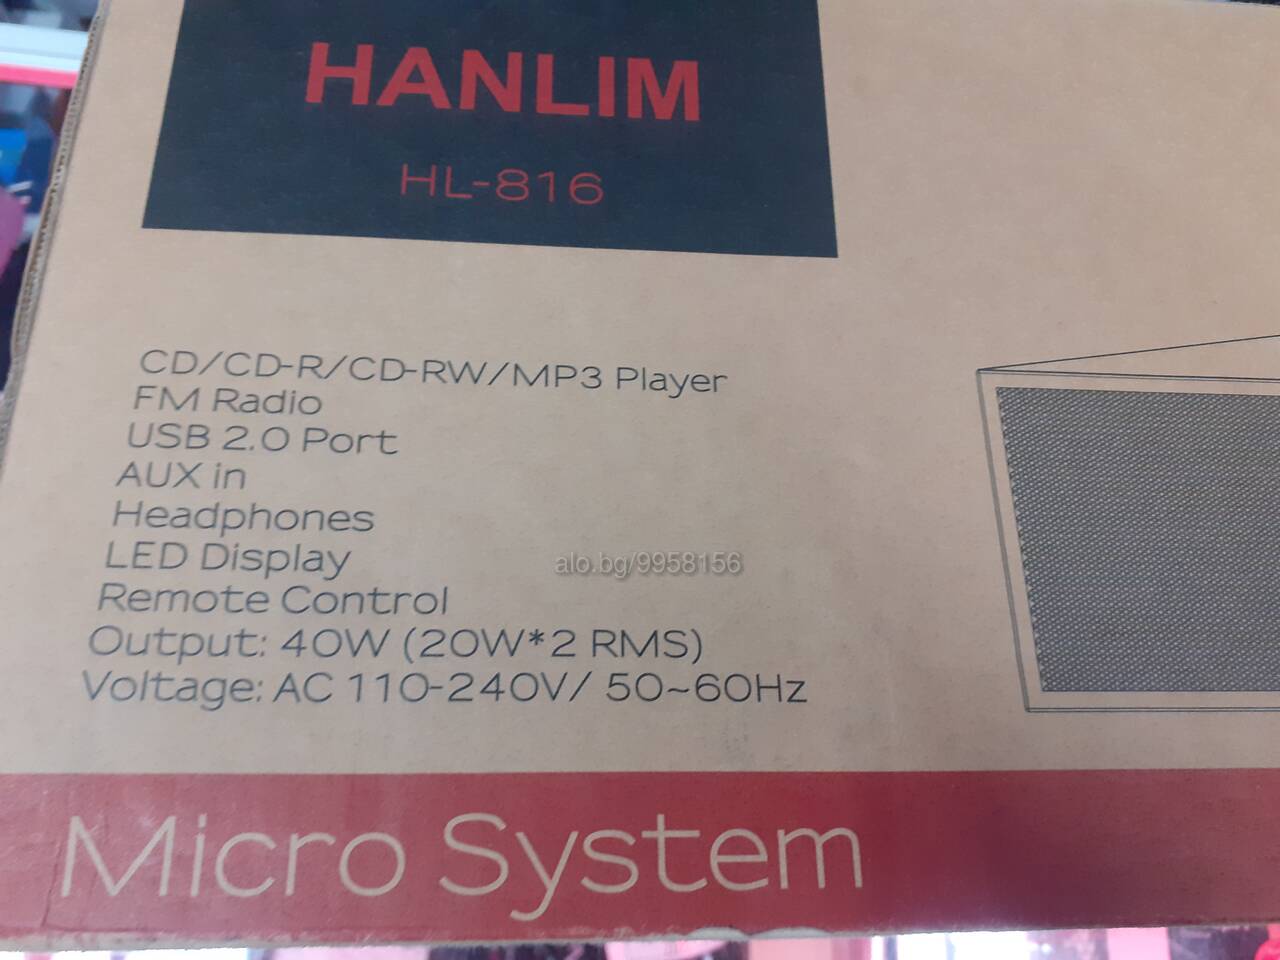 HANLIM
HL-816
CD/CD-R/CD-RW/MP3 Player
FM Radio
USB 2.0 Port
AUX in
Headphones
LED Display
alo.bg/9958156
Remote Control
Output: 40W (20W*2 RMS)
Voltage: AC 110-240V/ 50~60Hz
Micro System